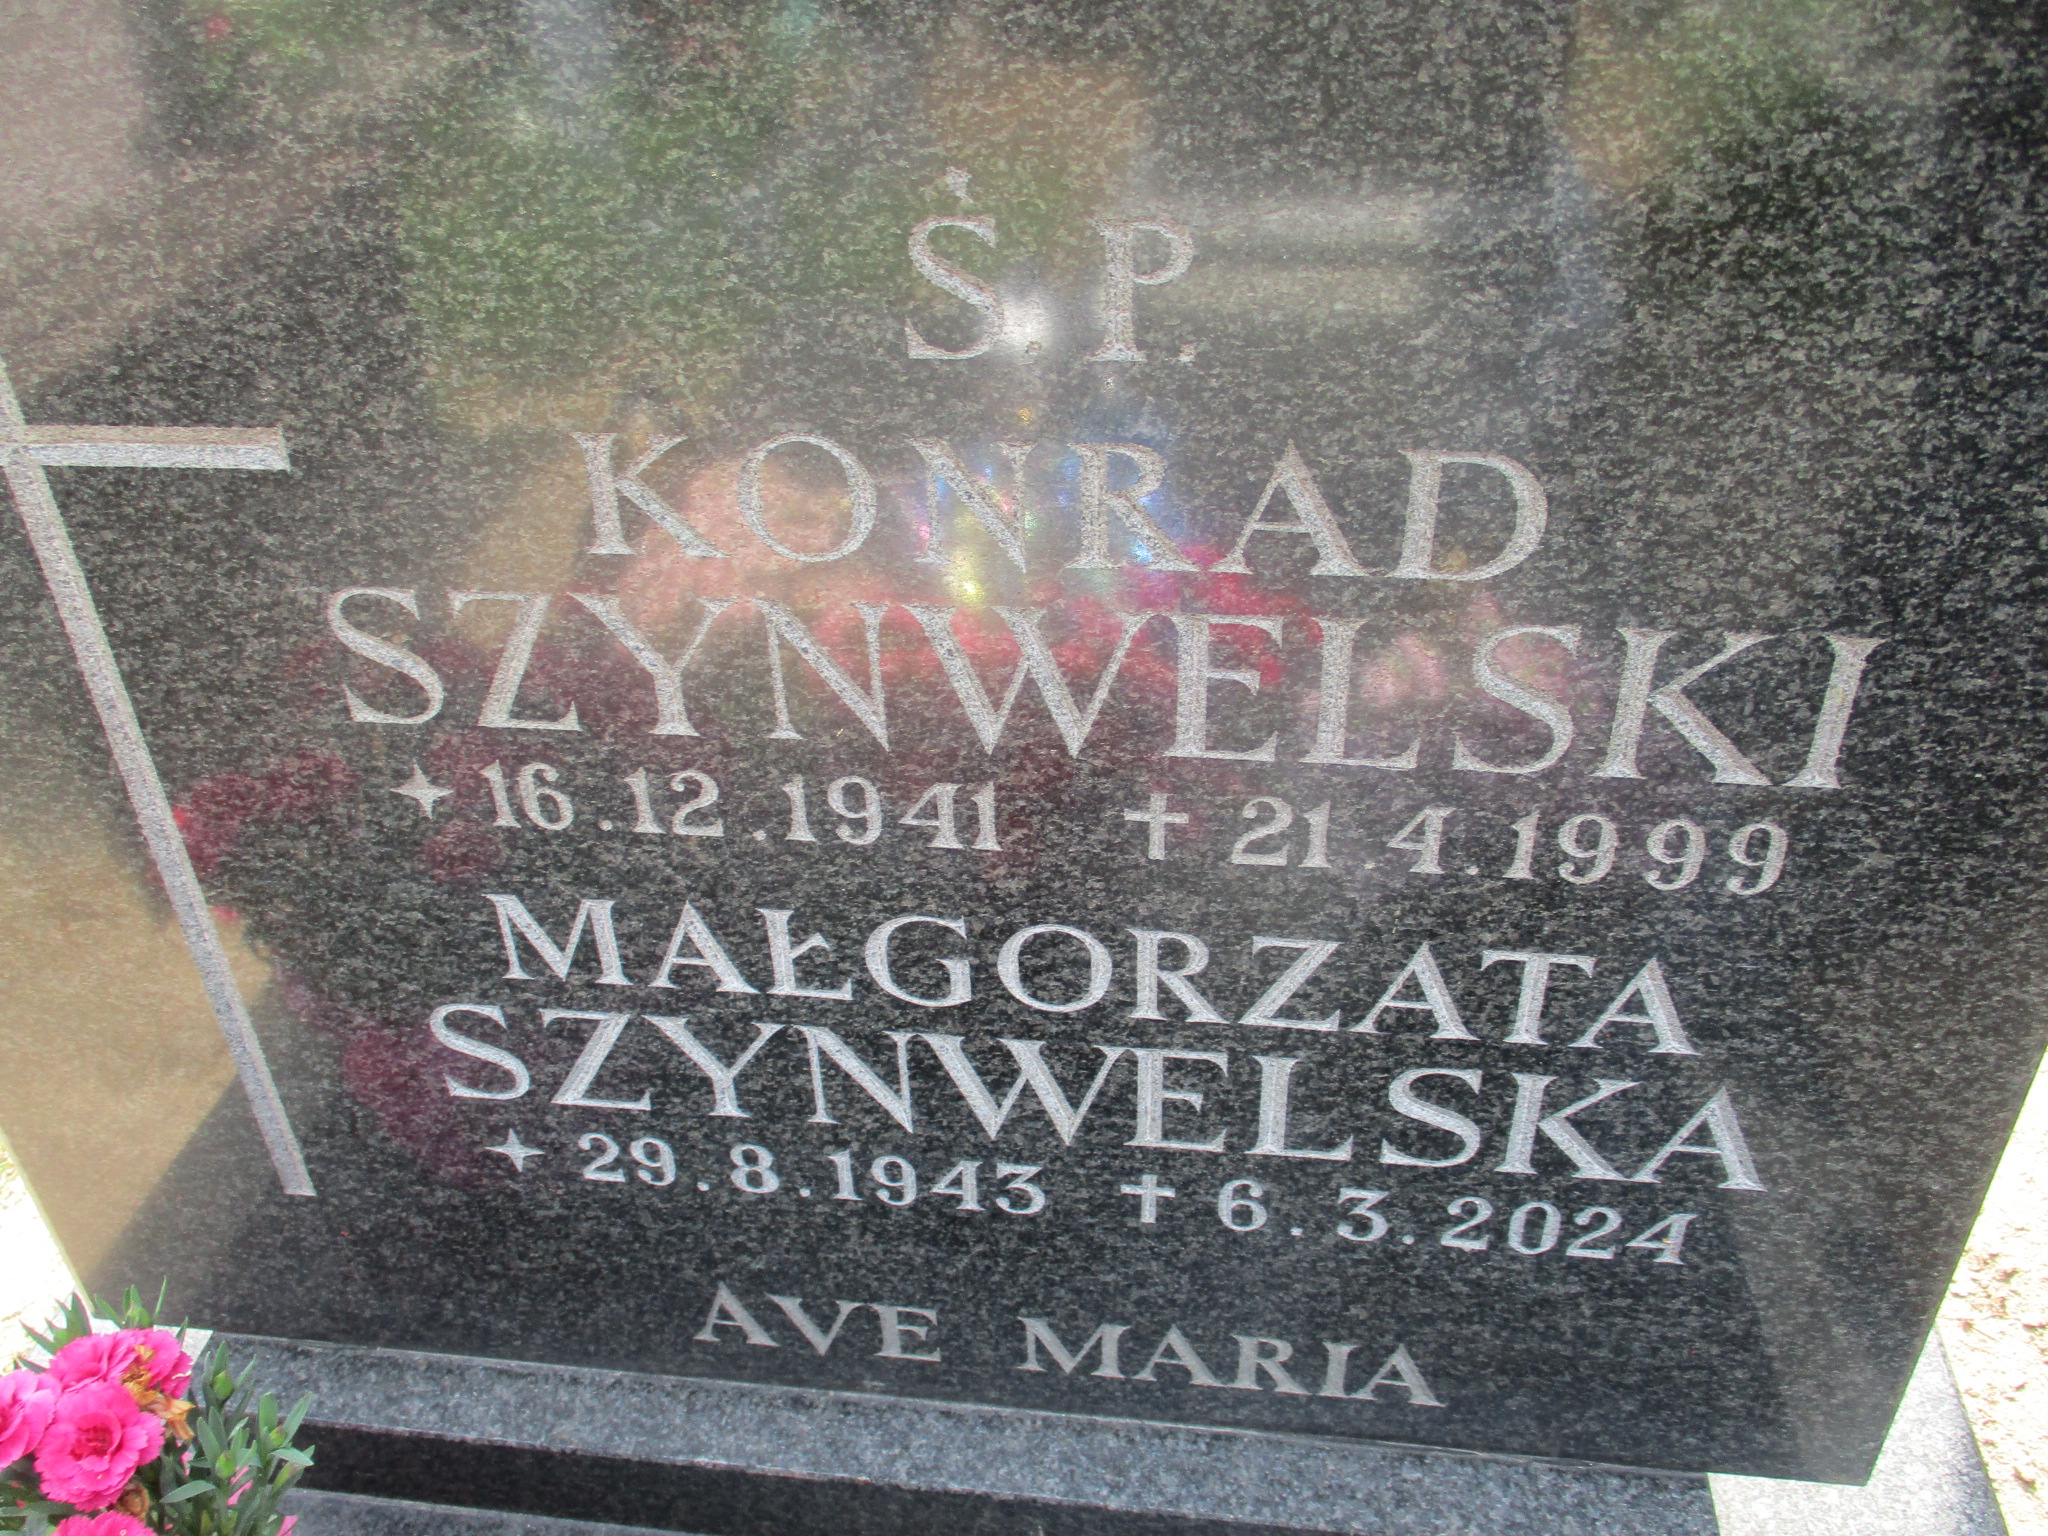 Ś. P.
KONRAD
SZYNWELSKI
✦ 16.12.1941 ✝ 21.4.1999
MAŁGORZATA
SZYNWELSKA
✦ 29.8.1943 ✝ 6.3.2024
AVE MARIA